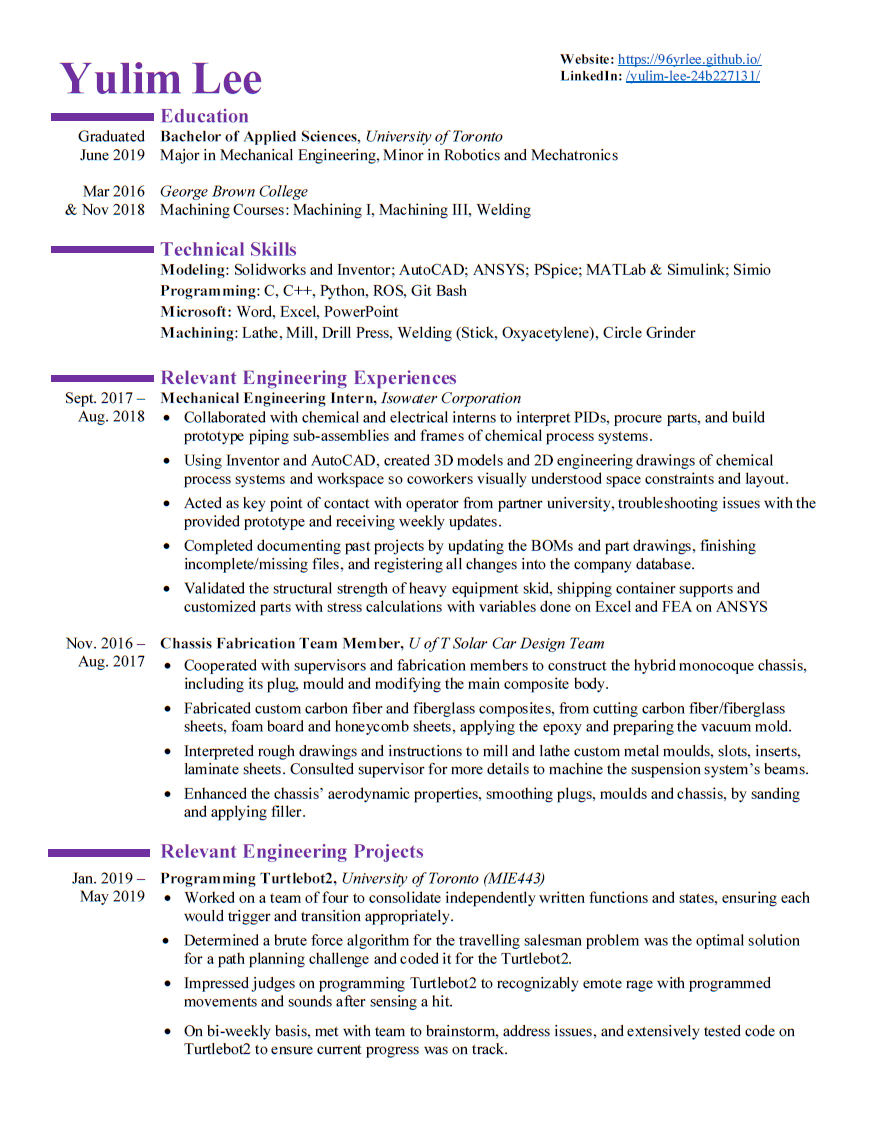 Yulim Lee
Website: https://96yrlee.github.io/
LinkedIn: /yulim-lee-24b227131/
Education
Graduated Bachelor of Applied Sciences, University of Toronto
June 2019 Major in Mechanical Engineering, Minor in Robotics and Mechatronics
Mar 2016 George Brown College
& Nov 2018 Machining Courses: Machining I, Machining III, Welding
Technical Skills
Modeling: Solidworks and Inventor; AutoCAD; ANSYS; PSpice; MATLab & Simulink; Simio
Programming: C, C++, Python, ROS, Git Bash
Microsoft: Word, Excel, PowerPoint
Machining: Lathe, Mill, Drill Press, Welding (Stick, Oxyacetylene), Circle Grinder
Relevant Engineering Experiences
Sept. 2017 – Mechanical Engineering Intern, Isowater Corporation
Aug. 2018 • Collaborated with chemical and electrical interns to interpret PIDs, procure parts, and build
prototype piping sub-assemblies and frames of chemical process systems.
• Using Inventor and AutoCAD, created 3D models and 2D engineering drawings of chemical
process systems and workspace so coworkers visually understood space constraints and layout.
• Acted as key point of contact with operator from partner university, troubleshooting issues with the
provided prototype and receiving weekly updates.
• Completed documenting past projects by updating the BOMs and part drawings, finishing
incomplete/missing files, and registering all changes into the company database.
• Validated the structural strength of heavy equipment skid, shipping container supports and
customized parts with stress calculations with variables done on Excel and FEA on ANSYS
Nov. 2016 – Chassis Fabrication Team Member, U of T Solar Car Design Team
Aug. 2017 • Cooperated with supervisors and fabrication members to construct the hybrid monocoque chassis,
including its plug, mould and modifying the main composite body.
• Fabricated custom carbon fiber and fiberglass composites, from cutting carbon fiber/fiberglass
sheets, foam board and honeycomb sheets, applying the epoxy and preparing the vacuum mold.
• Interpreted rough drawings and instructions to mill and lathe custom metal moulds, slots, inserts,
laminate sheets. Consulted supervisor for more details to machine the suspension system’s beams.
• Enhanced the chassis’ aerodynamic properties, smoothing plugs, moulds and chassis, by sanding
and applying filler.
Relevant Engineering Projects
Jan. 2019 – Programming Turtlebot2, University of Toronto (MIE443)
May 2019 • Worked on a team of four to consolidate independently written functions and states, ensuring each
would trigger and transition appropriately.
• Determined a brute force algorithm for the travelling salesman problem was the optimal solution
for a path planning challenge and coded it for the Turtlebot2.
• Impressed judges on programming Turtlebot2 to recognizably emote rage with programmed
movements and sounds after sensing a hit.
• On bi-weekly basis, met with team to brainstorm, address issues, and extensively tested code on
Turtlebot2 to ensure current progress was on track.